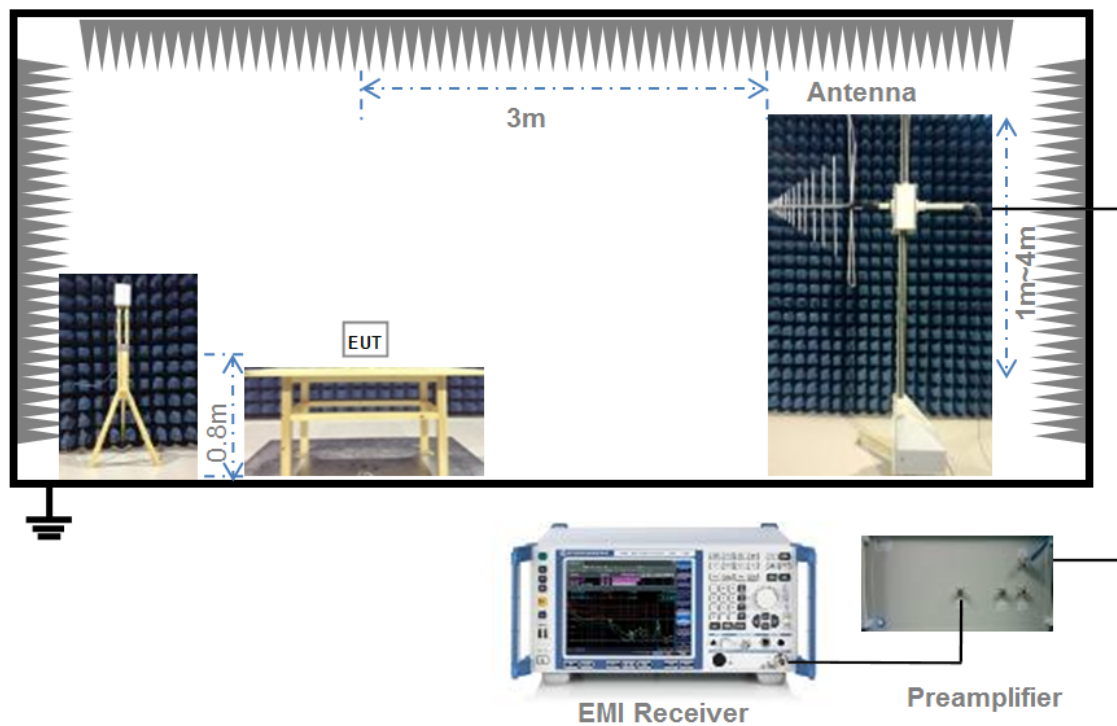 Antenna
3m
1m~4m
EUT
0.8m
EMI Receiver
Preamplifier